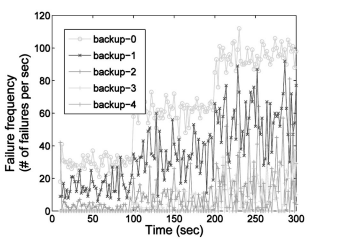 Failure frequency
(# of failures per sec)
120
100
80
60
40
20
0
backup-0
backup-1
backup-2
backup-3
backup-4
0 50 100 150 200 250 300
Time (sec)